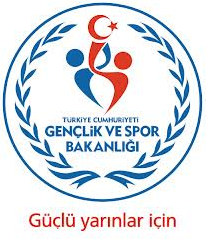 TÜRKİYE CUMHURİYETİ
GENÇLİK VE SPOR
BAKANLIĞI
Güçlü yarınlar için